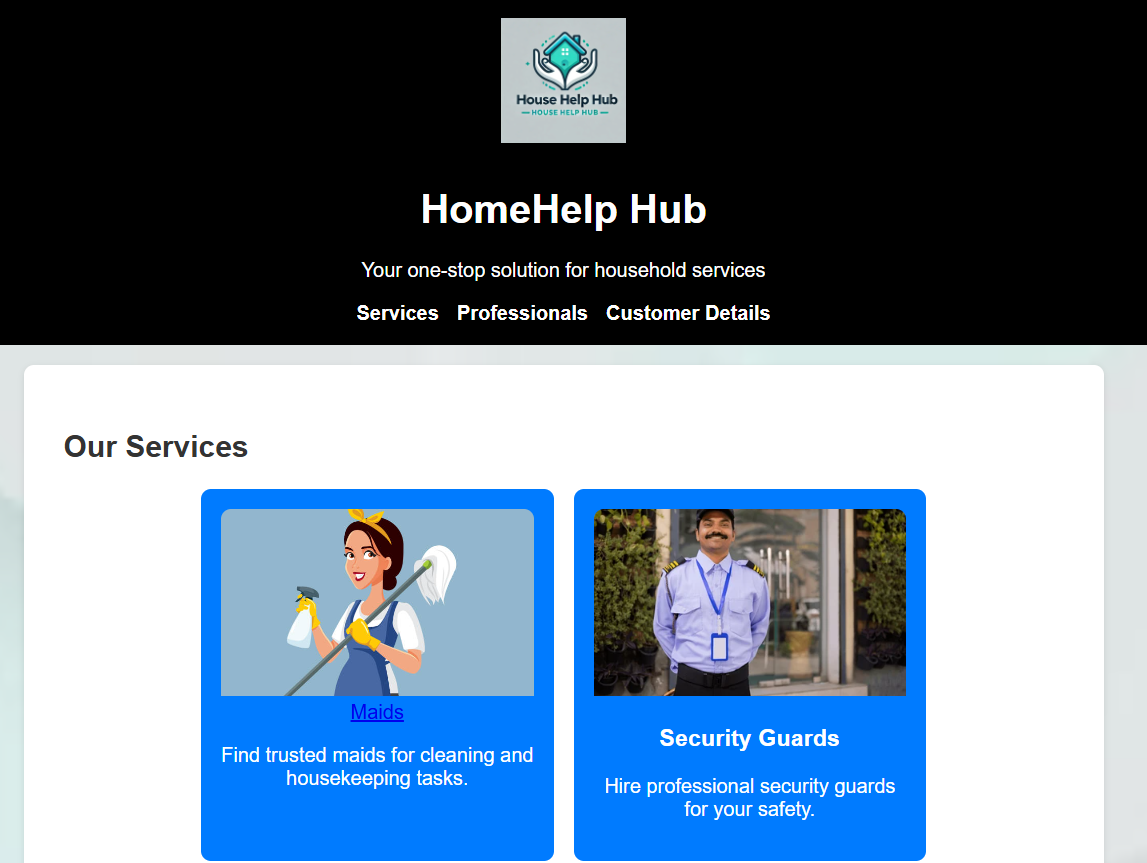 House Help Hub
HOUSE HELP HUB
HomeHelp Hub
Your one-stop solution for household services
Services Professionals Customer Details
Our Services
Maids
Find trusted maids for cleaning and
housekeeping tasks.
Security Guards
Hire professional security guards
for your safety.